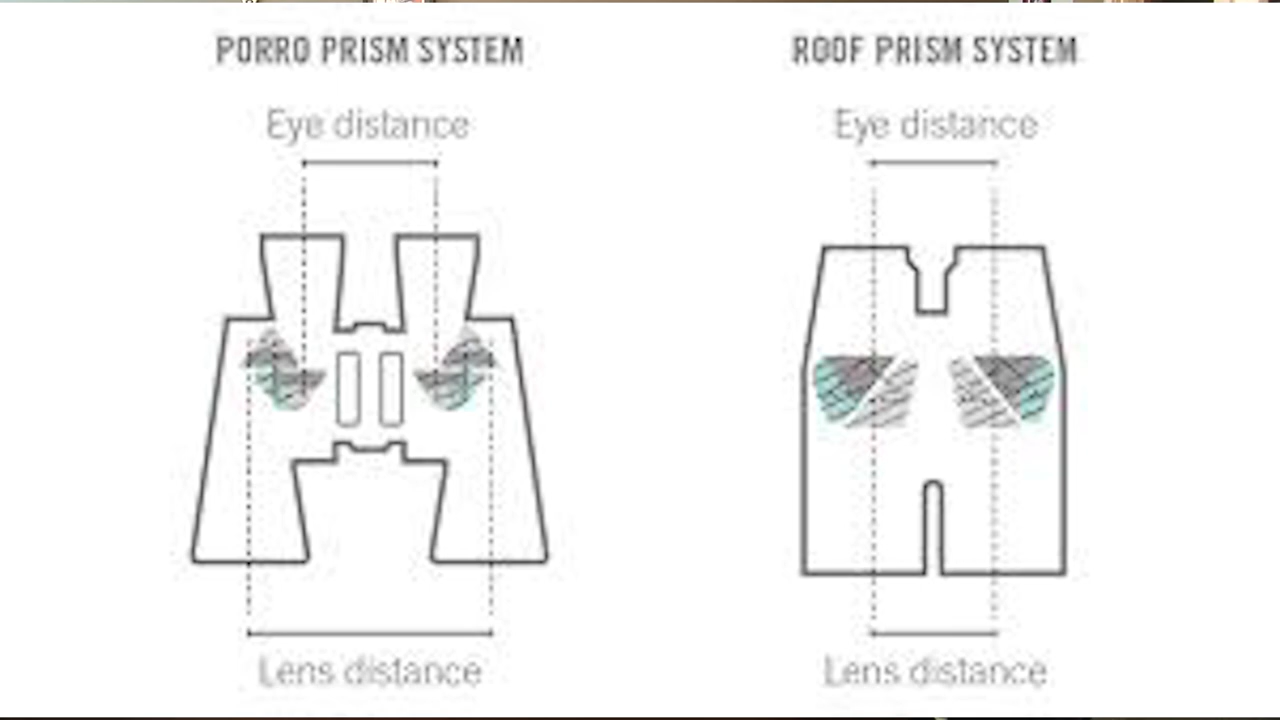 PORRO PRISM SYSTEM
ROOF PRISM SYSTEM
Eye distance
Eye distance
Lens distance
Lens distance